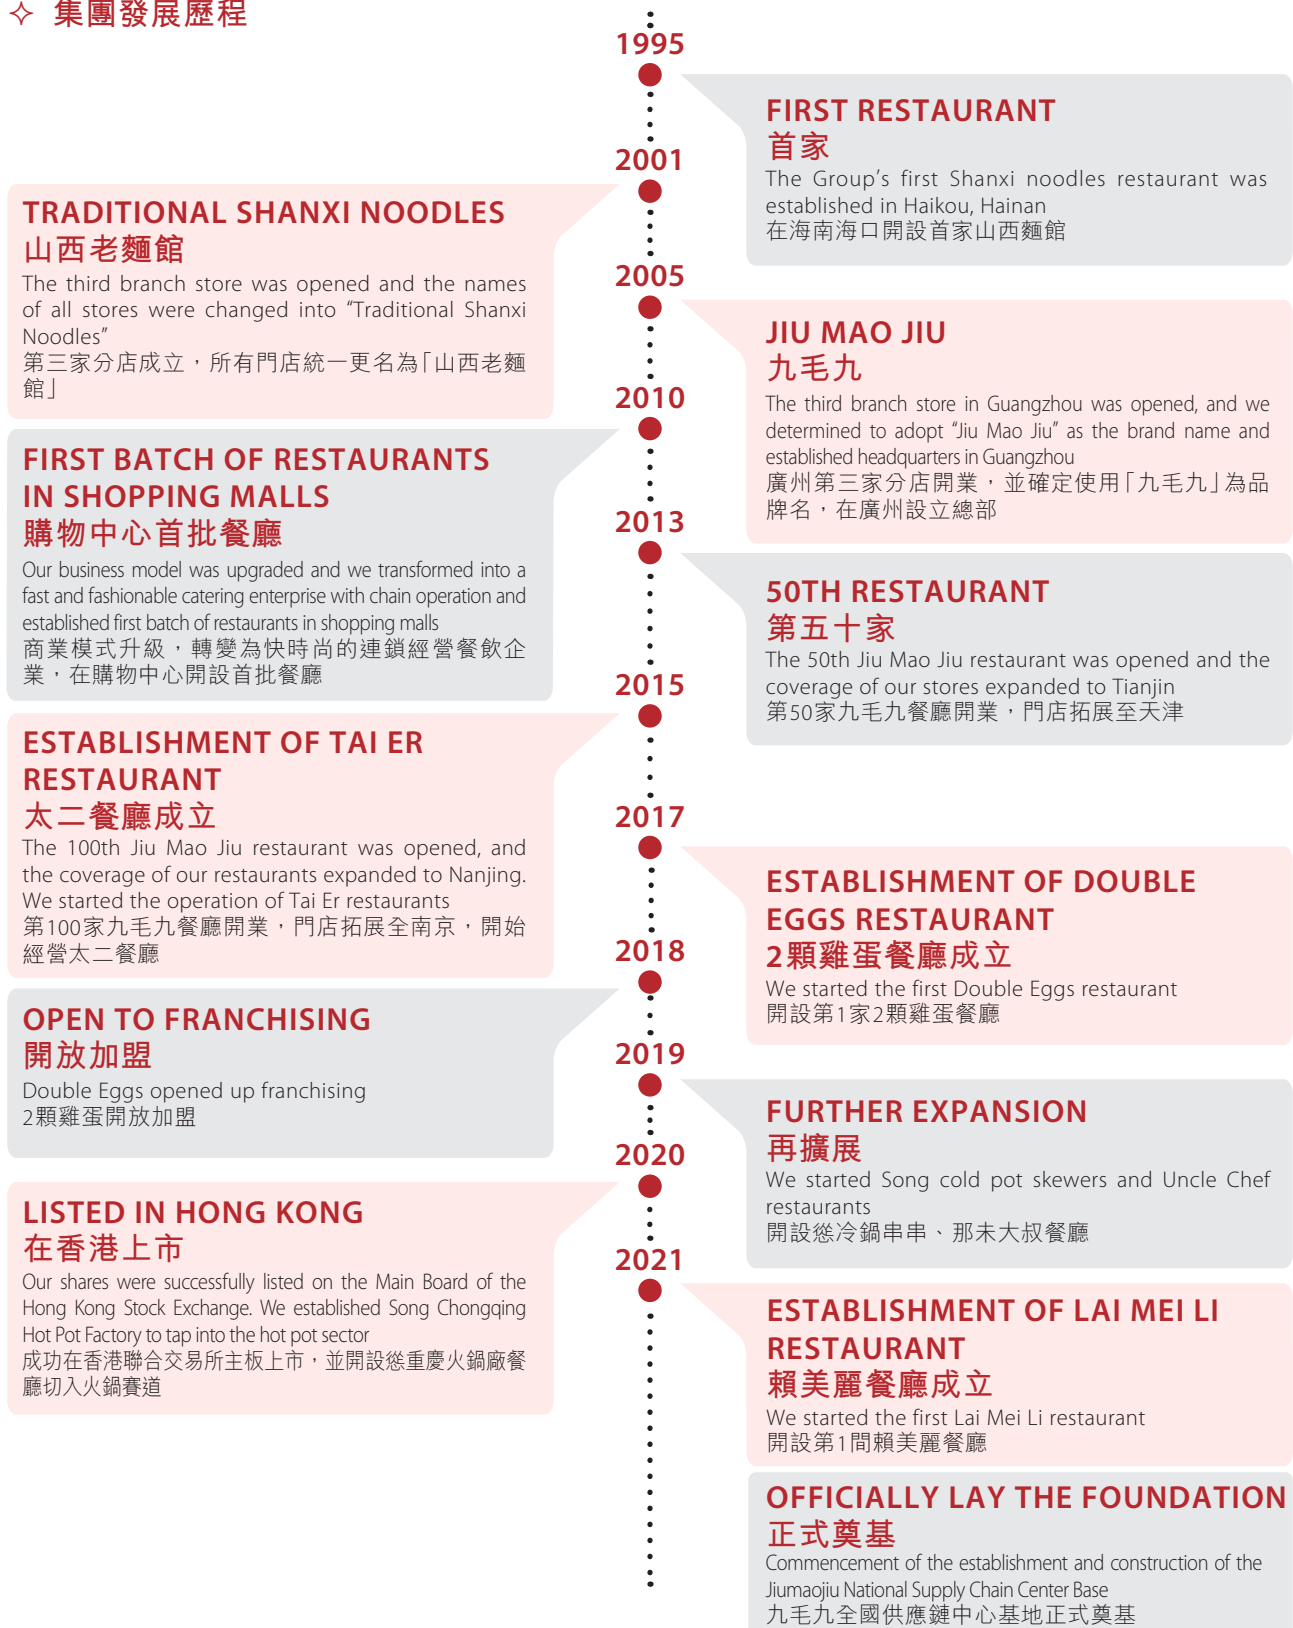 ✧ 集團發展歷程
1995
FIRST RESTAURANT
首家
The Group's first Shanxi noodles restaurant was
established in Haikou, Hainan
在海南海口開設首家山西麵館
2001
TRADITIONAL SHANXI NOODLES
山西老麵館
The third branch store was opened and the names
of all stores were changed into “Traditional Shanxi
Noodles”
第三家分店成立，所有門店統一更名為「山西老麵
館」
2005
JIU MAO JIU
九毛九
The third branch store in Guangzhou was opened, and we
determined to adopt “Jiu Mao Jiu” as the brand name and
established headquarters in Guangzhou
廣州第三家分店開業，並確定使用「九毛九」為品
牌名，在廣州設立總部
2010
FIRST BATCH OF RESTAURANTS
IN SHOPPING MALLS
購物中心首批餐廳
Our business model was upgraded and we transformed into a
fast and fashionable catering enterprise with chain operation and
established first batch of restaurants in shopping malls
商業模式升級，轉變為快時尚的連鎖經營餐飲企
業，在購物中心開設首批餐廳
2013
50TH RESTAURANT
第五十家
The 50th Jiu Mao Jiu restaurant was opened and the
coverage of our stores expanded to Tianjin
第50家九毛九餐廳開業，門店拓展至天津
2015
ESTABLISHMENT OF TAI ER
RESTAURANT
太二餐廳成立
The 100th Jiu Mao Jiu restaurant was opened, and
the coverage of our restaurants expanded to Nanjing.
We started the operation of Tai Er restaurants
第100家九毛九餐廳開業，門店拓展全南京，開始
經營太二餐廳
2017
ESTABLISHMENT OF DOUBLE
EGGS RESTAURANT
2顆雞蛋餐廳成立
We started the first Double Eggs restaurant
開設第1家2顆雞蛋餐廳
2018
OPEN TO FRANCHISING
開放加盟
Double Eggs opened up franchising
2顆雞蛋開放加盟
2019
FURTHER EXPANSION
再擴展
We started Song cold pot skewers and Uncle Chef
restaurants
開設慫冷鍋串串、那未大叔餐廳
2020
LISTED IN HONG KONG
在香港上市
Our shares were successfully listed on the Main Board of the
Hong Kong Stock Exchange. We established Song Chongqing
Hot Pot Factory to tap into the hot pot sector
成功在香港聯合交易所主板上市，並開設慫重慶火鍋廠餐
廳切入火鍋賽道
2021
ESTABLISHMENT OF LAI MEI LI
RESTAURANT
賴美麗餐廳成立
We started the first Lai Mei Li restaurant
開設第1間賴美麗餐廳
OFFICIALLY LAY THE FOUNDATION
正式奠基
Commencement of the establishment and construction of the
Jiumaojiu National Supply Chain Center Base
九毛九全國供應鏈中心基地正式奠基